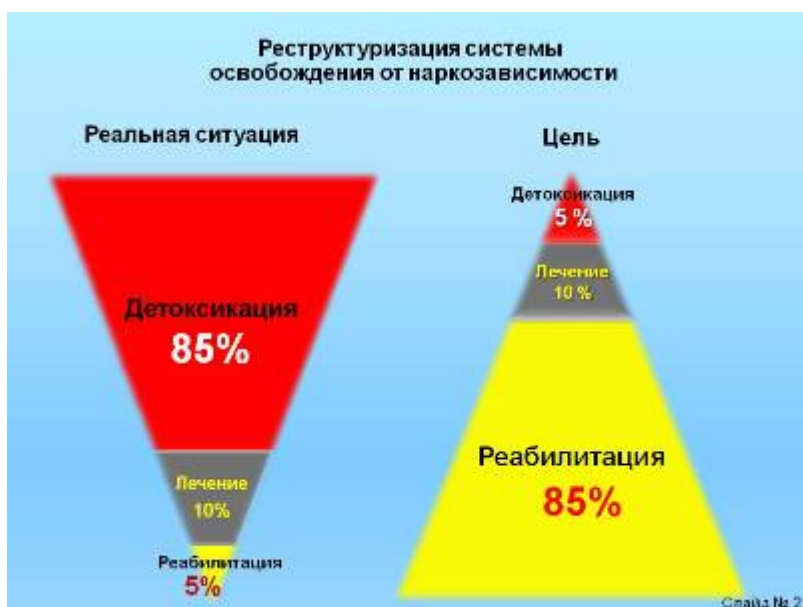 Реструктуризация системы
освобождения от наркозависимости
Реальная ситуация
Детоксикация
85%
Лечение
10%
Реабилитация
5%
Цель
Детоксикация
5 %
Лечение
10 %
Реабилитация
85%
Слайд № 2